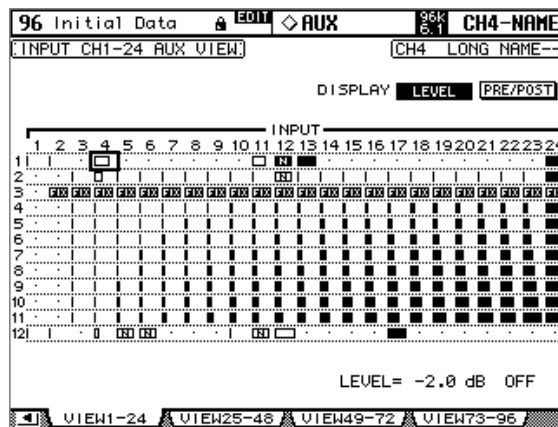 96 Initial Data EDIT ◇AUX 96k 6.1 CH4-NAME
INPUT CH1-24 AUX VIEW CH4 LONG NAME--
DISPLAY LEVEL PRE/POST
INPUT
1 2 3 4 5 6 7 8 9 10 11 12 13 14 15 16 17 18 19 20 21 22 23 24
1 N
2 N
3 FIX FIX FIX FIX FIX FIX FIX FIX FIX FIX FIX FIX FIX FIX FIX FIX FIX FIX FIX FIX FIX FIX FIX
4
5
6
7
8
9
10
11
12 N N N
LEVEL= -2.0 dB OFF
VIEW1-24 VIEW25-48 VIEW49-72 VIEW73-96